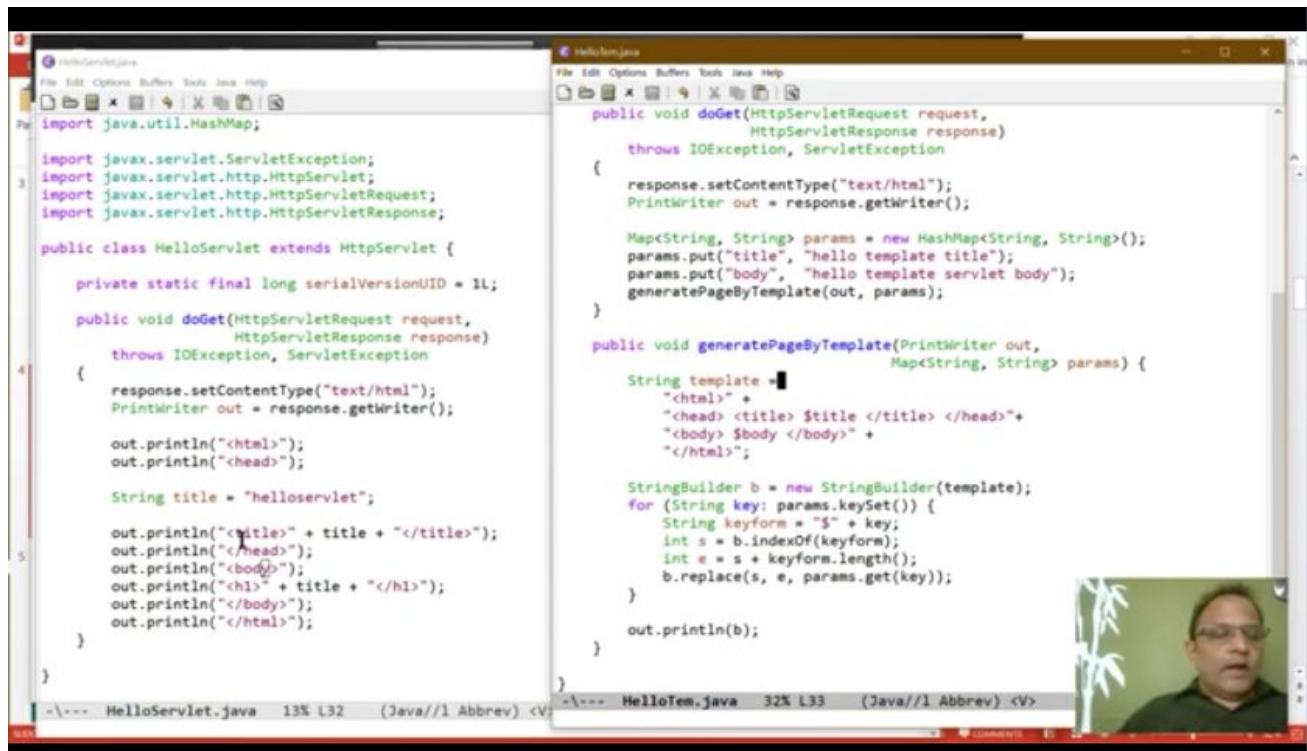 HelloServlet.java
File Edit Options Buffers Tools Java Help
import java.util.HashMap;
import javax.servlet.ServletException;
import javax.servlet.http.HttpServlet;
import javax.servlet.http.HttpServletRequest;
import javax.servlet.http.HttpServletResponse;
public class HelloServlet extends HttpServlet {
private static final long serialVersionUID = 1L;
public void doGet(HttpServletRequest request,
HttpServletResponse response)
throws IOException, ServletException
{
response.setContentType("text/html");
PrintWriter out = response.getWriter();
out.println("<html>");
out.println("<head>");
String title = "helloservlet";
out.println("<title>" + title + "</title>");
out.println("</head>");
out.println("<body>");
out.println("<h1>" + title + "</h1>");
out.println("</body>");
out.println("</html>");
}
}
-\--- HelloServlet.java 13% L32 (Java//l Abbrev) <V
HelloTem.java
File Edit Options Buffers Tools Java Help
public void doGet(HttpServletRequest request,
HttpServletResponse response)
throws IOException, ServletException
{
response.setContentType("text/html");
PrintWriter out = response.getWriter();
Map<String, String> params = new HashMap<String, String>();
params.put("title", "hello template title");
params.put("body", "hello template servlet body");
generatePageByTemplate(out, params);
}
public void generatePageByTemplate(PrintWriter out,
Map<String, String> params) {
String template =
"<html>" +
"<head> <title> $title </title> </head>"+
"<body> $body </body>" +
"</html>";
StringBuilder b = new StringBuilder(template);
for (String key: params.keySet()) {
String keyform = "$" + key;
int s = b.indexOf(keyform);
int e = s + keyform.length();
b.replace(s, e, params.get(key));
}
out.println(b);
}
}
-\--- HelloTem.java 32% L33 (Java//l Abbrev) <V>
3
4
5
COMMENTS